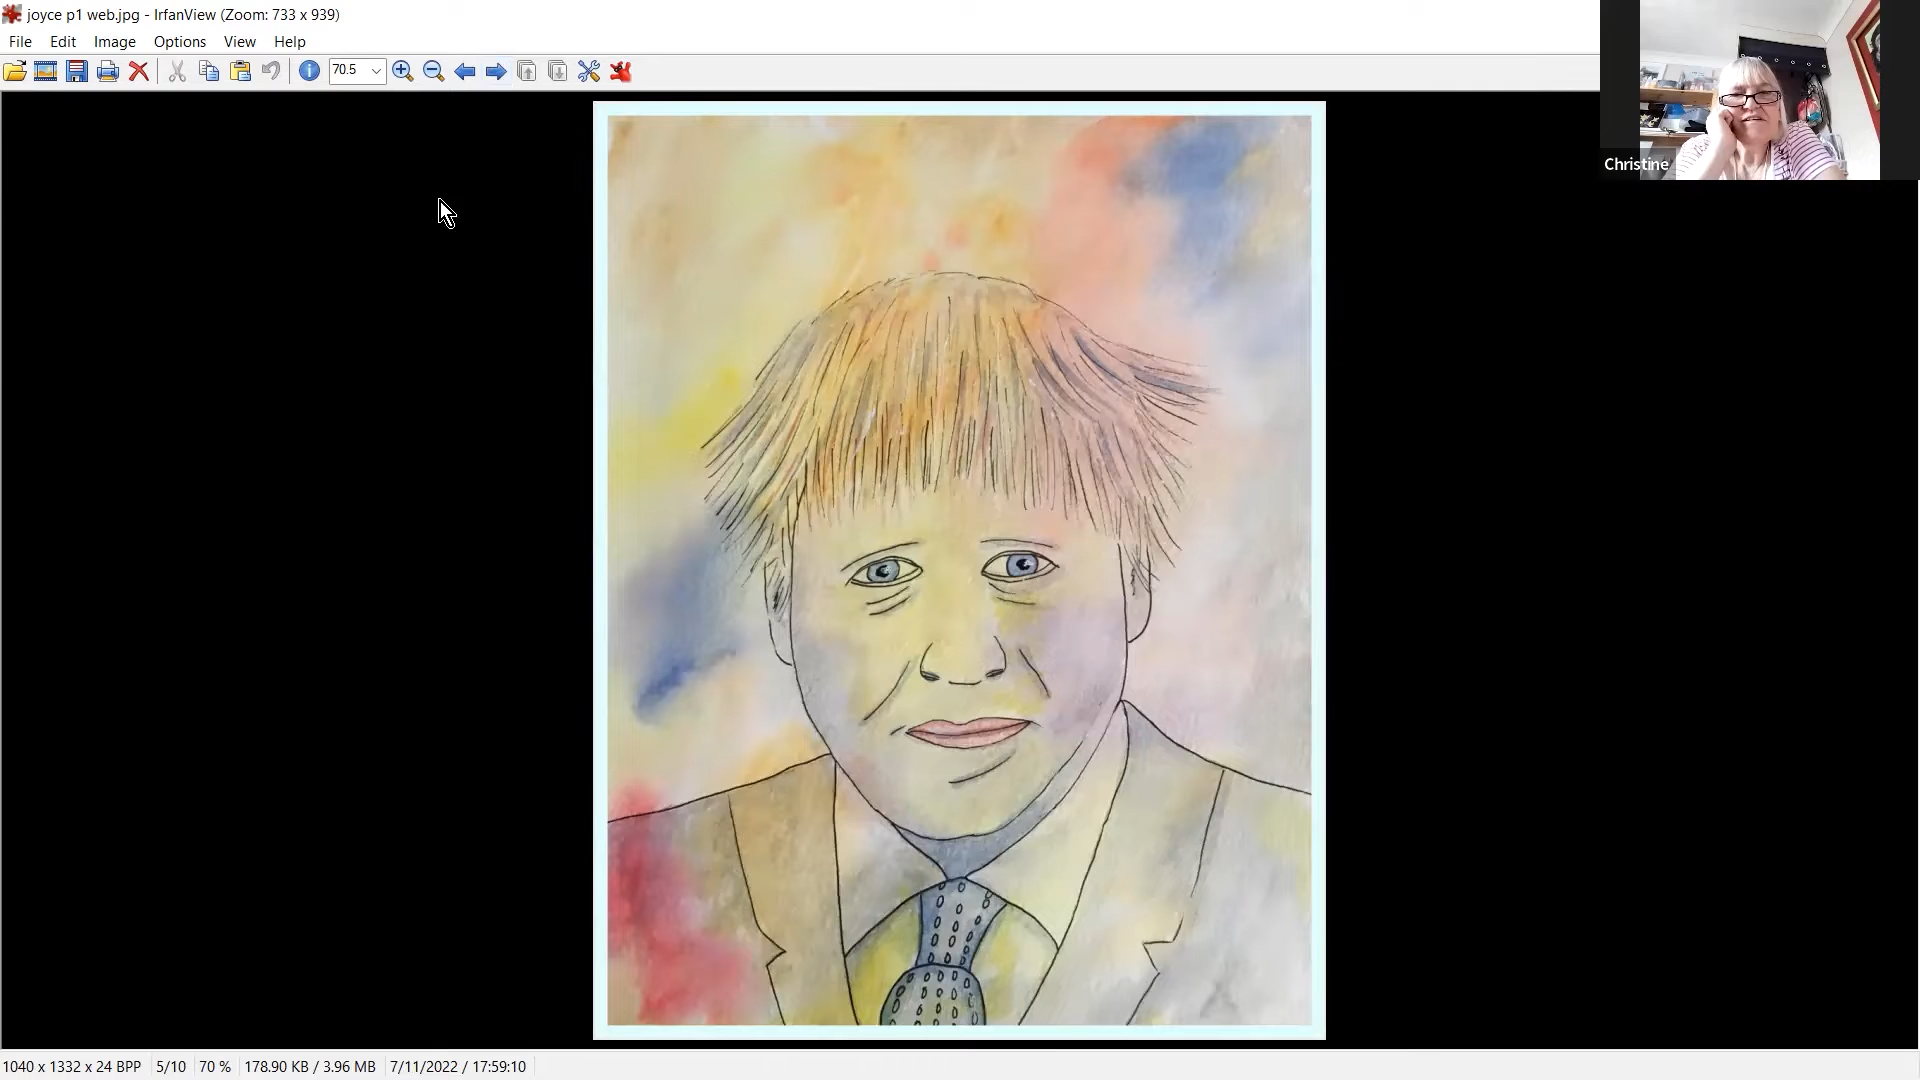 joyce p1 web.jpg - IrfanView (Zoom: 733 x 939)
File Edit Image Options View Help
70.5
Christine
1040 x 1332 x 24 BPP 5/10 70 % 178.90 KB / 3.96 MB 7/11/2022 / 17:59:10